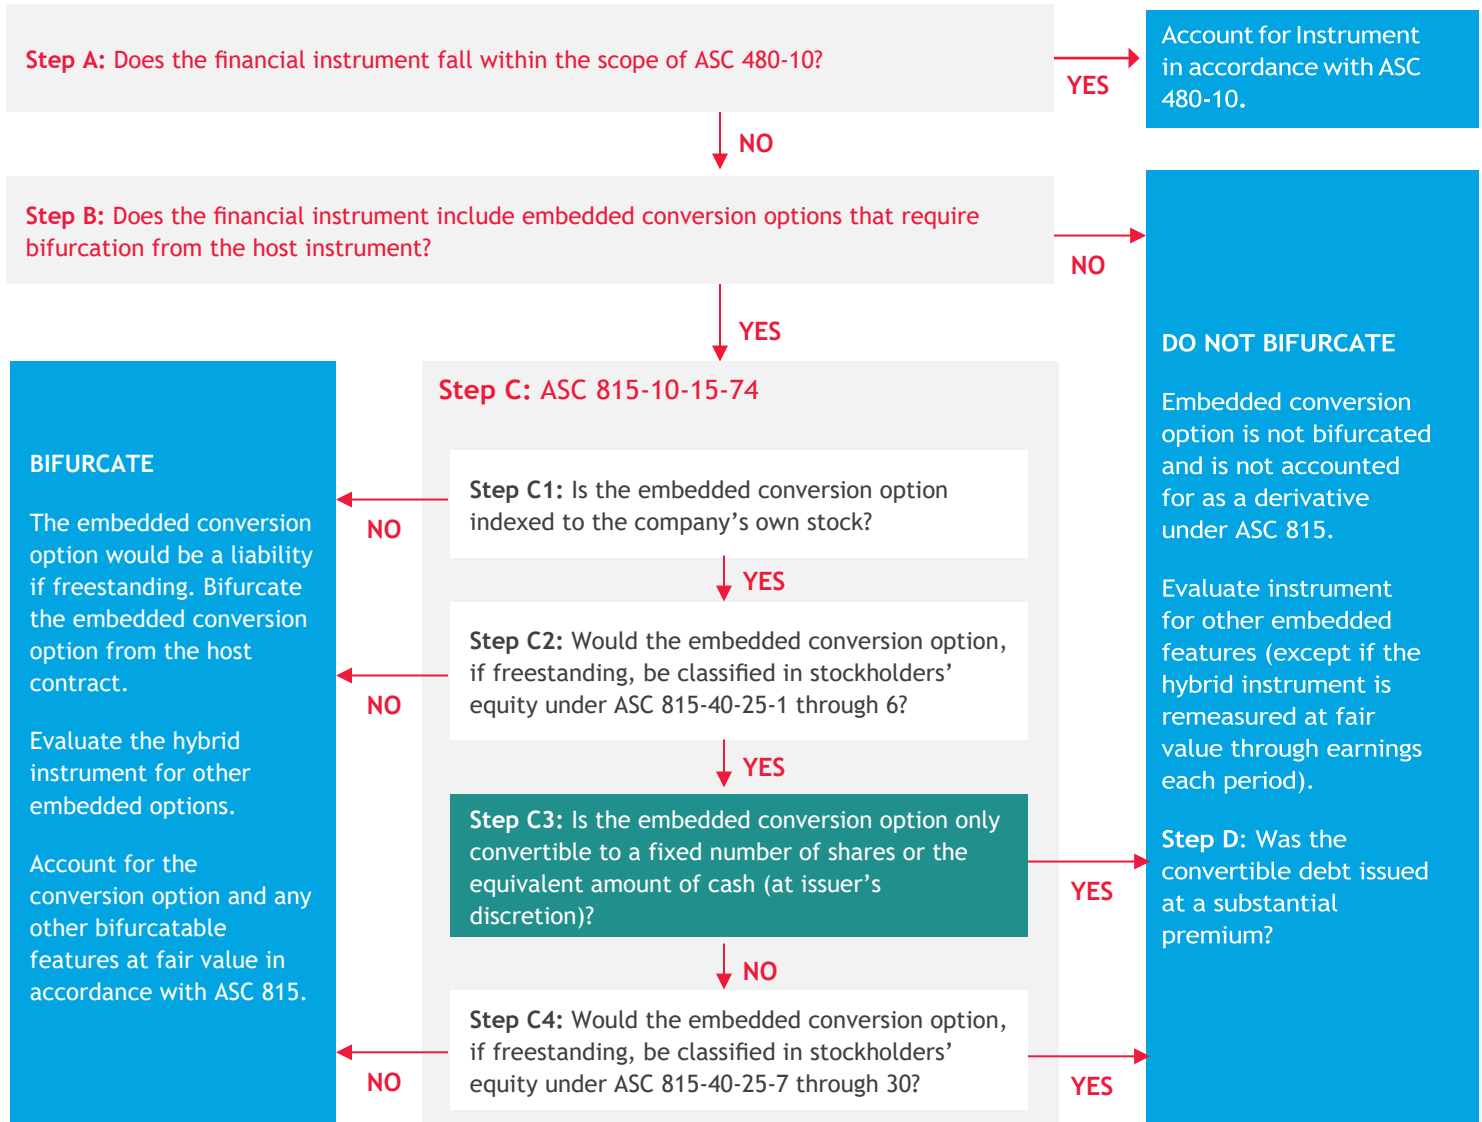 Step A: Does the financial instrument fall within the scope of ASC 480-10?
YES
Account for Instrument
in accordance with ASC
480-10.
NO
Step B: Does the financial instrument include embedded conversion options that require
bifurcation from the host instrument?
NO
YES
DO NOT BIFURCATE
Embedded conversion
option is not bifurcated
and is not accounted
for as a derivative
under ASC 815.
Evaluate instrument
for other embedded
features (except if the
hybrid instrument is
remeasured at fair
value through earnings
each period).
Step D: Was the
convertible debt issued
at a substantial
premium?
Step C: ASC 815-10-15-74
BIFURCATE
The embedded conversion
option would be a liability
if freestanding. Bifurcate
the embedded conversion
option from the host
contract.
Evaluate the hybrid
instrument for other
embedded options.
Account for the
conversion option and any
other bifurcatable
features at fair value in
accordance with ASC 815.
Step C1: Is the embedded conversion option
indexed to the company’s own stock?
NO
YES
Step C2: Would the embedded conversion option,
if freestanding, be classified in stockholders’
equity under ASC 815-40-25-1 through 6?
NO
YES
Step C3: Is the embedded conversion option only
convertible to a fixed number of shares or the
equivalent amount of cash (at issuer’s
discretion)?
YES
NO
Step C4: Would the embedded conversion option,
if freestanding, be classified in stockholders’
equity under ASC 815-40-25-7 through 30?
NO
YES